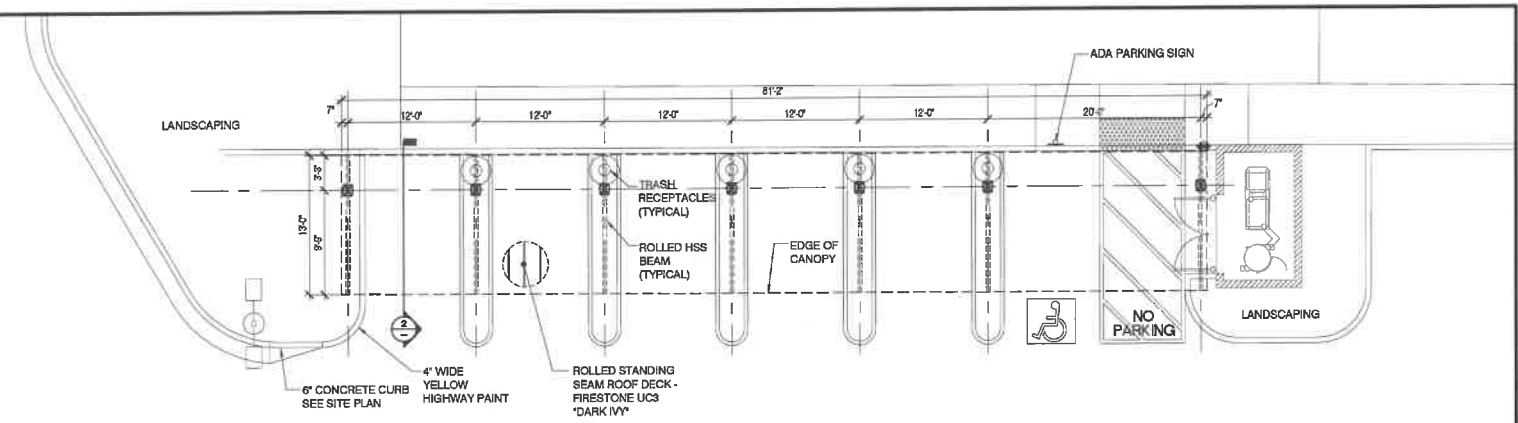 ADA PARKING SIGN
81'-2"
7"
12'-0"
12'-0"
12'-0"
12'-0"
12'-0"
20'-0"
7"
LANDSCAPING
3'-3"
13'-0"
9'-9"
TRASH
RECEPTACLES
(TYPICAL)
ROLLED HSS
BEAM
(TYPICAL)
EDGE OF
CANOPY
2
NO
PARKING
LANDSCAPING
6" CONCRETE CURB
SEE SITE PLAN
4" WIDE
YELLOW
HIGHWAY PAINT
ROLLED STANDING
SEAM ROOF DECK -
FIRESTONE UC3
"DARK IVY"